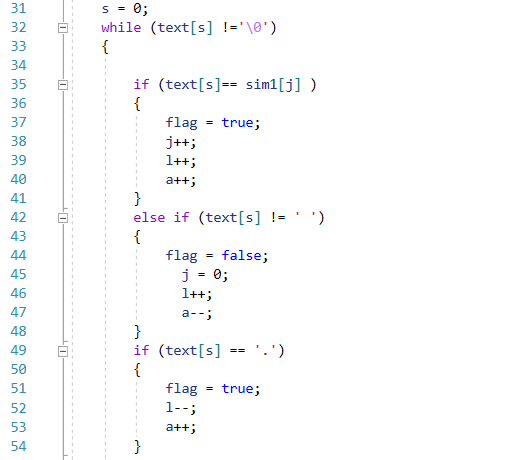 31 s = 0;
32 while (text[s] !='\0')
33 {
34
35 if (text[s]== sim1[j] )
36 {
37 flag = true;
38 j++;
39 l++;
40 a++;
41 }
42 else if (text[s] != ' ')
43 {
44 flag = false;
45 j = 0;
46 l++;
47 a--;
48 }
49 if (text[s] == '.')
50 {
51 flag = true;
52 l--;
53 a++;
54 }